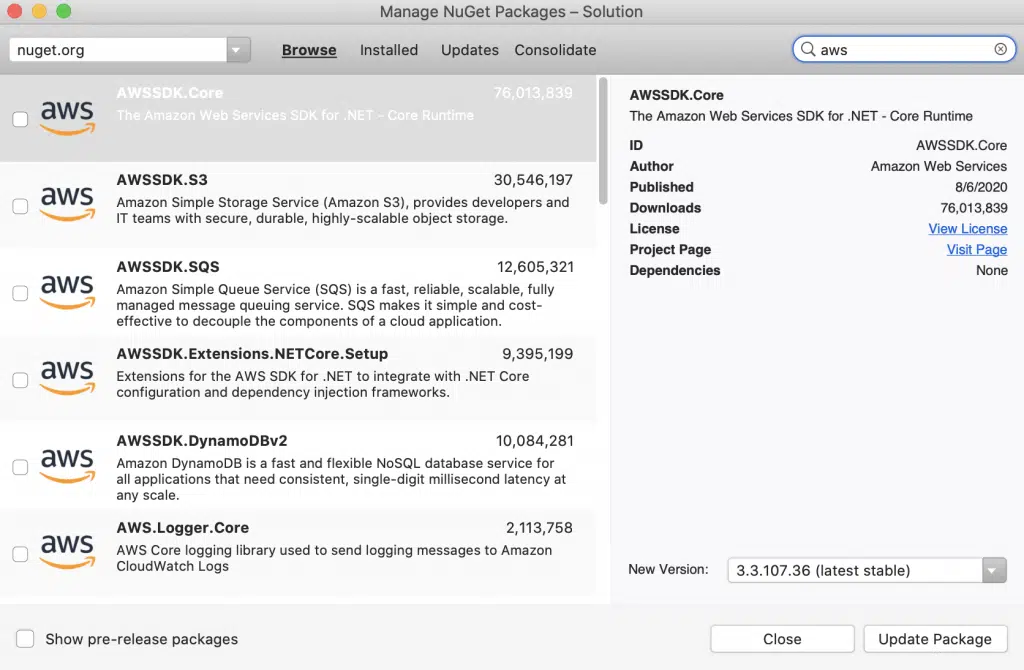 Manage NuGet Packages – Solution
nuget.org
Browse Installed Updates Consolidate
aws
aws
AWSSDK.Core 76,013,839
The Amazon Web Services SDK for .NET - Core Runtime
aws
AWSSDK.S3 30,546,197
Amazon Simple Storage Service (Amazon S3), provides developers and
IT teams with secure, durable, highly-scalable object storage.
aws
AWSSDK.SQS 12,605,321
Amazon Simple Queue Service (SQS) is a fast, reliable, scalable, fully
managed message queuing service. SQS makes it simple and cost-
effective to decouple the components of a cloud application.
aws
AWSSDK.Extensions.NETCore.Setup 9,395,199
Extensions for the AWS SDK for .NET to integrate with .NET Core
configuration and dependency injection frameworks.
aws
AWSSDK.DynamoDBv2 10,084,281
Amazon DynamoDB is a fast and flexible NoSQL database service for
all applications that need consistent, single-digit millisecond latency at
any scale.
aws
AWS.Logger.Core 2,113,758
AWS Core logging library used to send logging messages to Amazon
CloudWatch Logs
AWSSDK.Core
The Amazon Web Services SDK for .NET - Core Runtime
ID AWSSDK.Core
Author Amazon Web Services
Published 8/6/2020
Downloads 76,013,839
License View License
Project Page Visit Page
Dependencies None
New Version: 3.3.107.36 (latest stable)
Show pre-release packages
Close Update Package